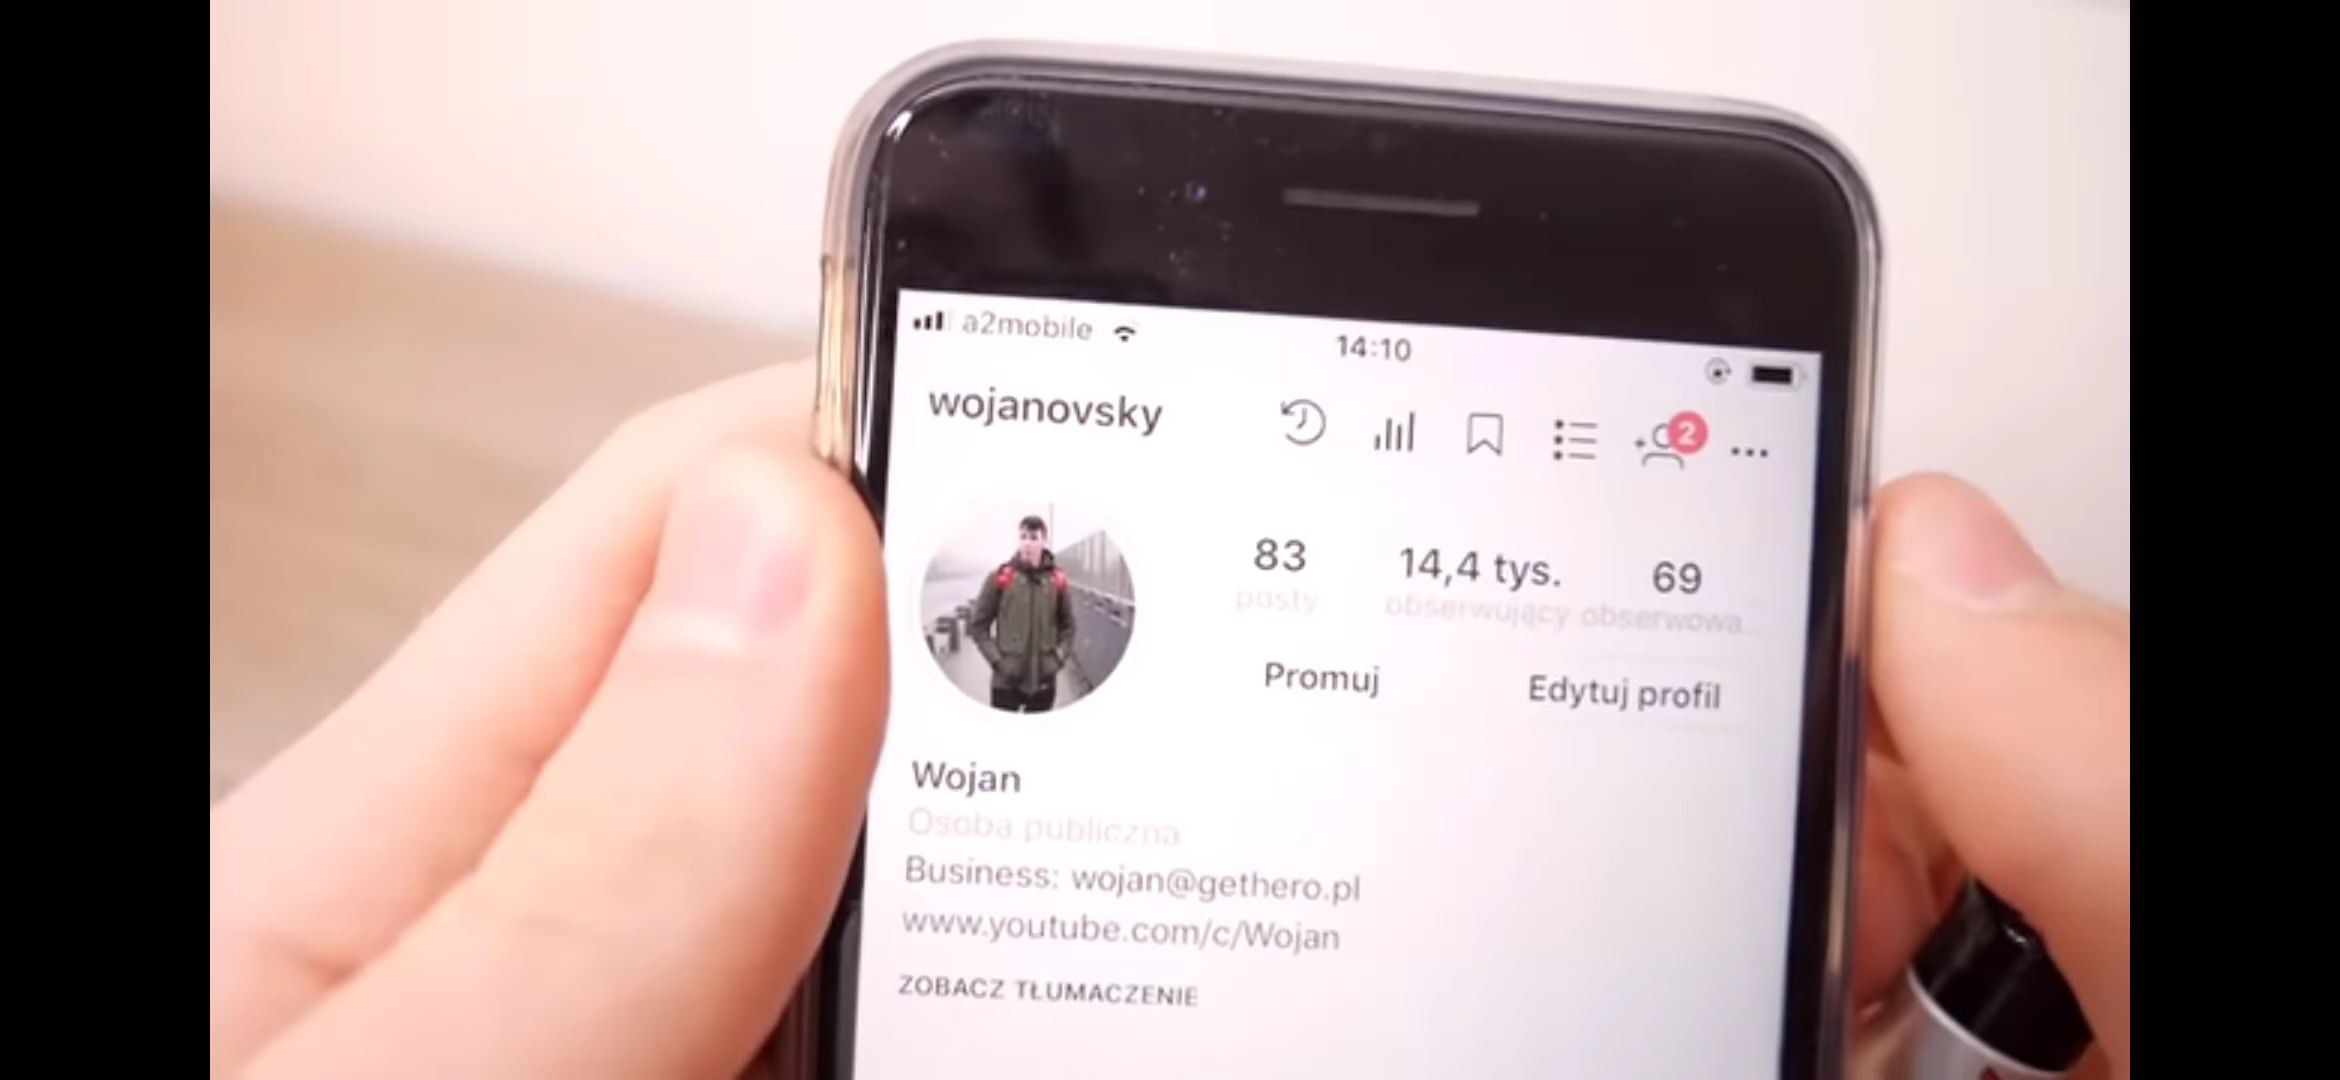 a2mobile
14:10
wojanovsky
2
83 14,4 tys. 69
posty obserwujący obserwowa
Promuj Edytuj profil
Wojan
Osoba publiczna
Business: wojan@gethero.pl
www.youtube.com/c/Wojan
ZOBACZ TŁUMACZENIE